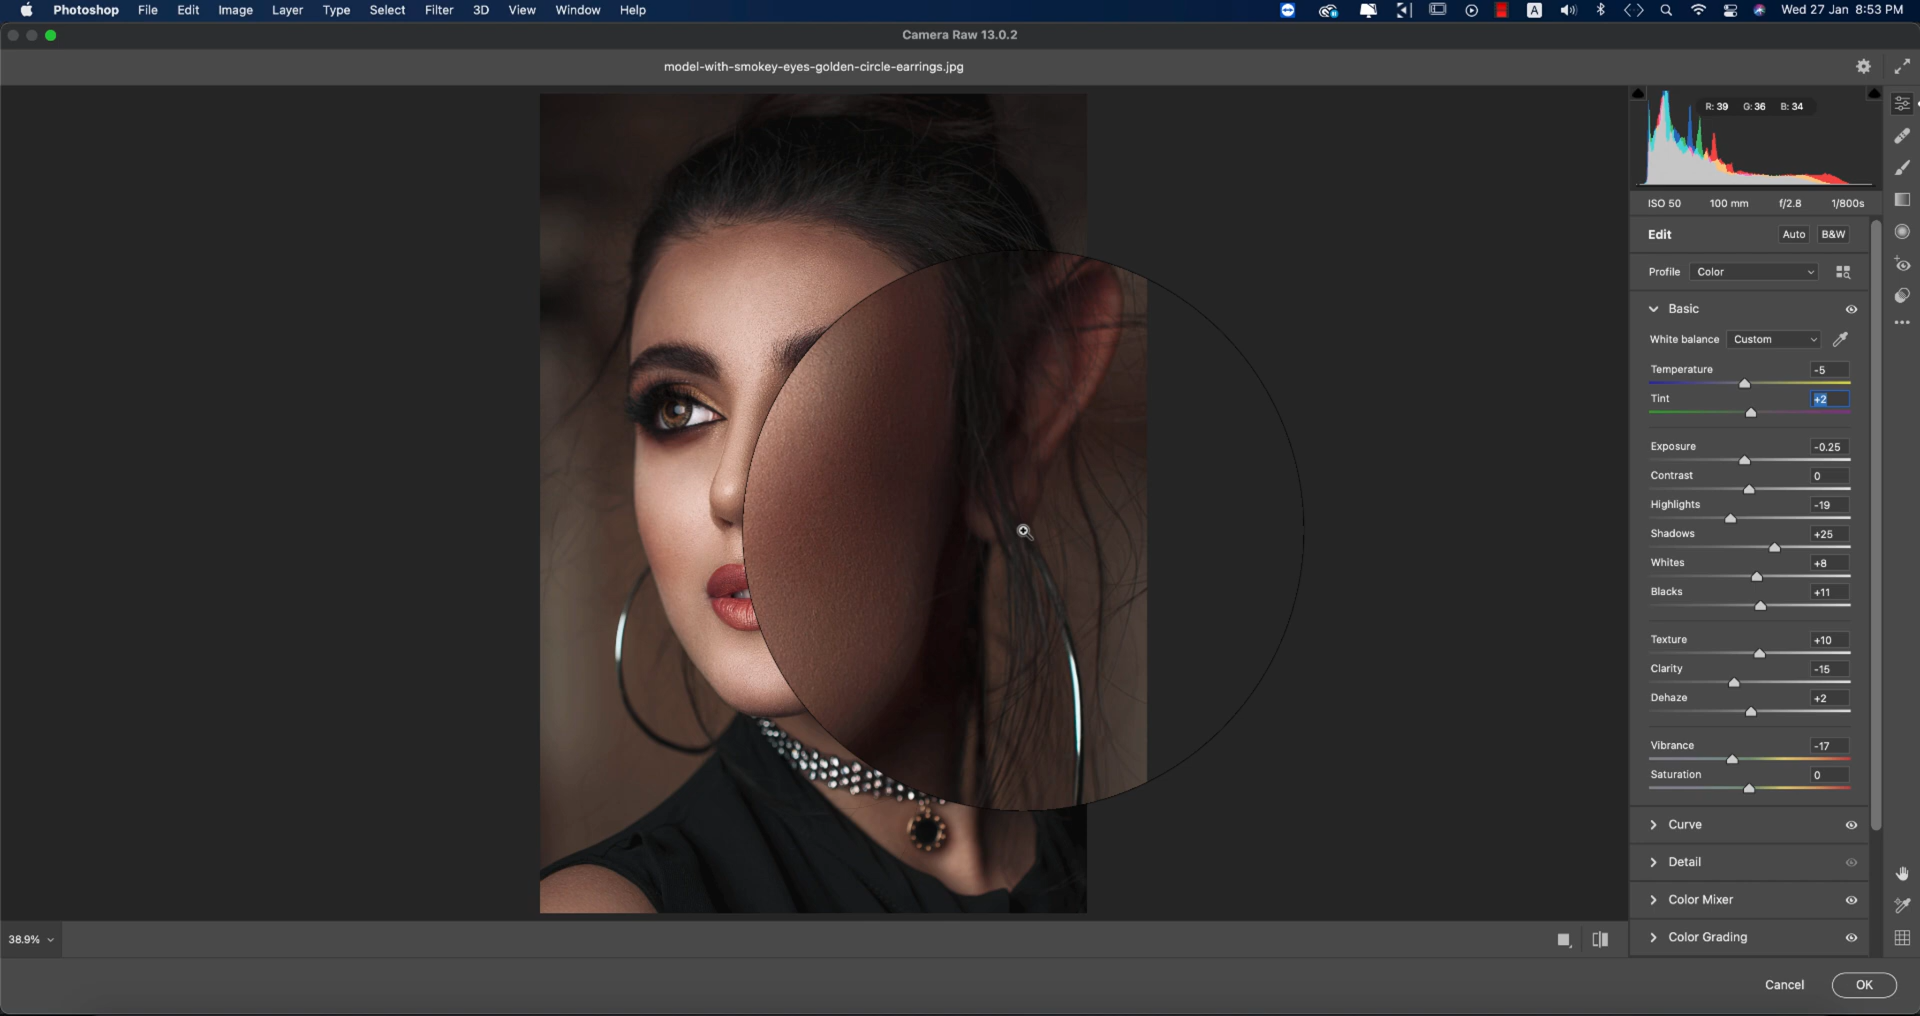 Photoshop File Edit Image Layer Type Select Filter 3D View Window Help A Wed 27 Jan 8:53 PM
Camera Raw 13.0.2
model-with-smokey-eyes-golden-circle-earrings.jpg
R: 39 G: 36 B: 34
ISO 50 100 mm f/2.8 1/800s
Edit Auto B&W
Profile Color
Basic
White balance Custom
Temperature -5
Tint +2
Exposure -0.25
Contrast 0
Highlights -19
Shadows +25
Whites +8
Blacks +11
Texture +10
Clarity -15
Dehaze +2
Vibrance -17
Saturation 0
Curve
Detail
Color Mixer
Color Grading
38.9%
Cancel OK